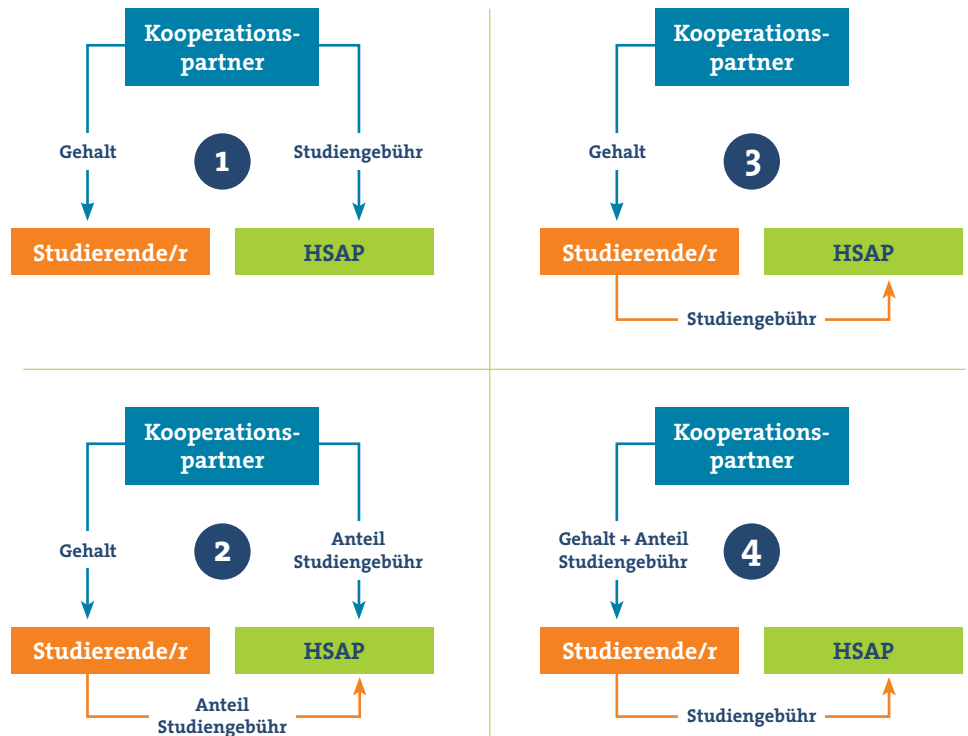 Kooperations-
partner
Gehalt
1
Studiengebühr
Studierende/r
HSAP
Kooperations-
partner
Gehalt
3
Studierende/r
HSAP
Studiengebühr
Kooperations-
partner
Gehalt
2
Anteil
Studiengebühr
Studierende/r
HSAP
Anteil
Studiengebühr
Kooperations-
partner
Gehalt + Anteil
Studiengebühr
4
Studierende/r
HSAP
Studiengebühr